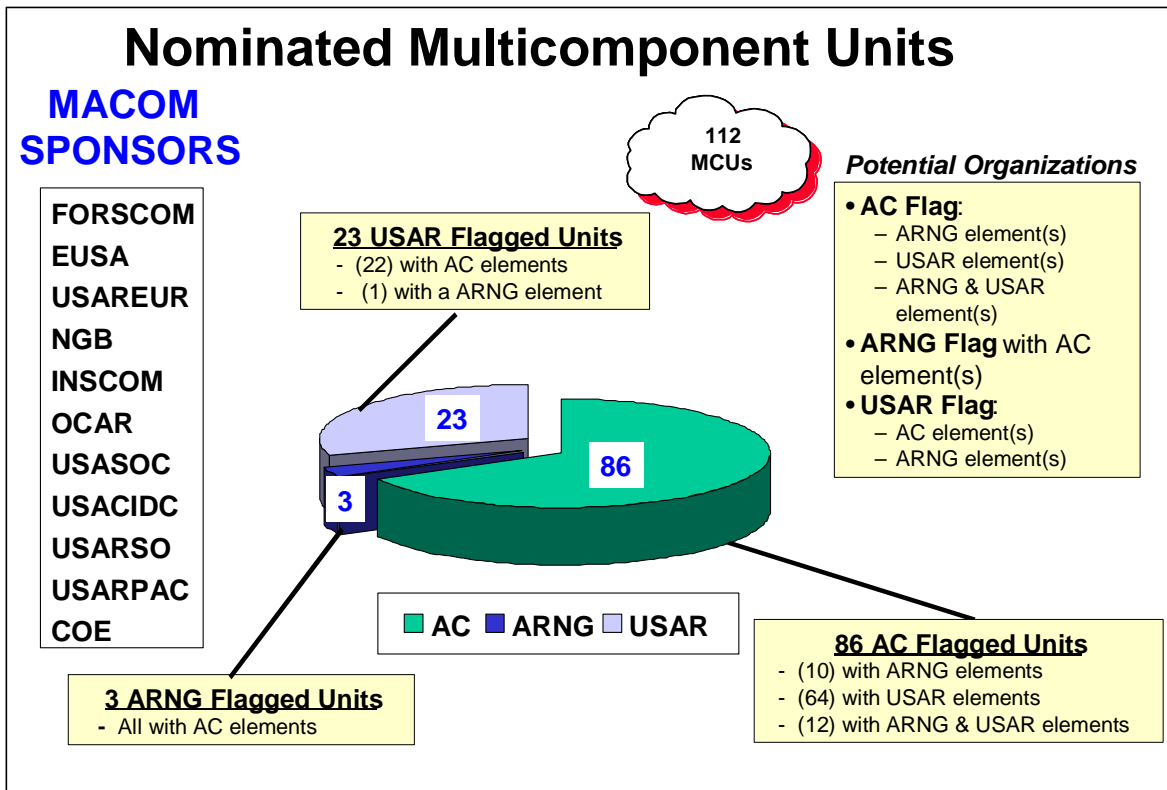 Nominated Multicomponent Units
MACOM
SPONSORS
FORSCOM
EUSA
USAREUR
NGB
INSCOM
OCAR
USASOC
USACIDC
USARSO
USARPAC
COE
112
MCUs
23 USAR Flagged Units
- (22) with AC elements
- (1) with a ARNG element
Potential Organizations
• AC Flag:
– ARNG element(s)
– USAR element(s)
– ARNG & USAR
element(s)
• ARNG Flag with AC
element(s)
• USAR Flag:
– AC element(s)
– ARNG element(s)
23
86
3
AC ARNG USAR
3 ARNG Flagged Units
- All with AC elements
86 AC Flagged Units
- (10) with ARNG elements
- (64) with USAR elements
- (12) with ARNG & USAR elements